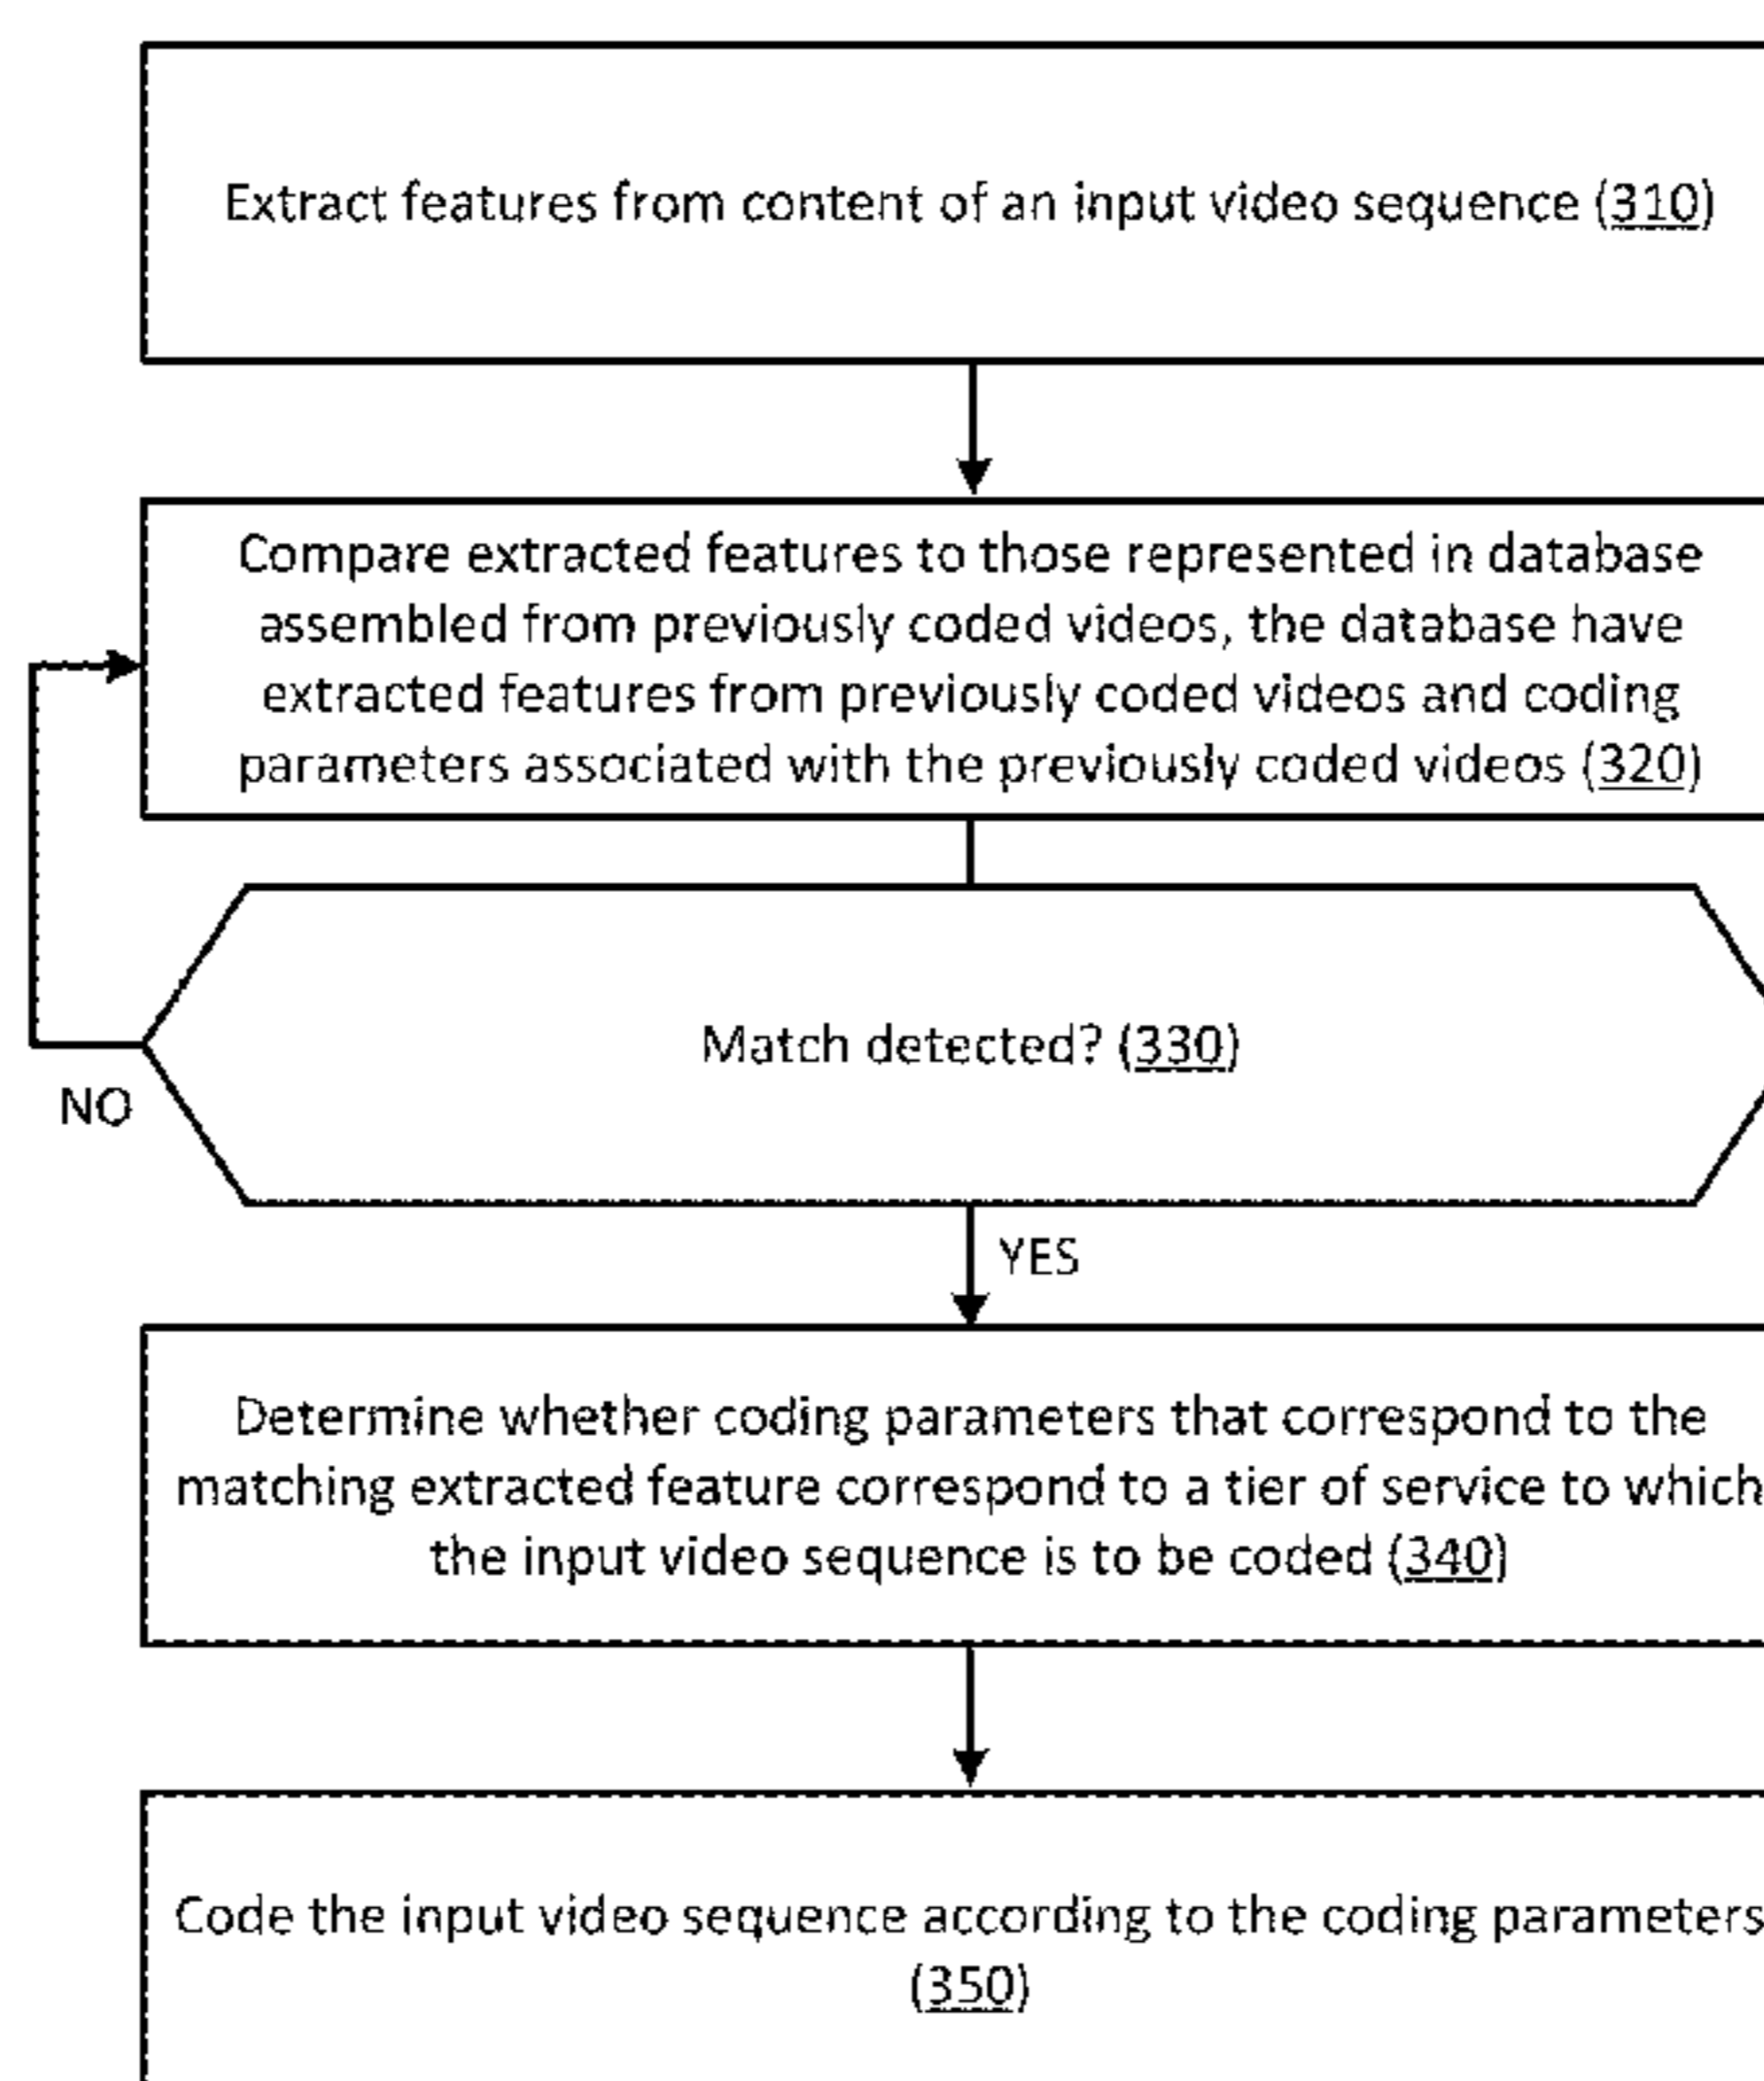 Extract features from content of an input video sequence (310)
Compare extracted features to those represented in database
assembled from previously coded videos, the database have
extracted features from previously coded videos and coding
parameters associated with the previously coded videos (320)
Match detected? (330)
NO
YES
Determine whether coding parameters that correspond to the
matching extracted feature correspond to a tier of service to which
the input video sequence is to be coded (340)
Code the input video sequence according to the coding parameters
(350)